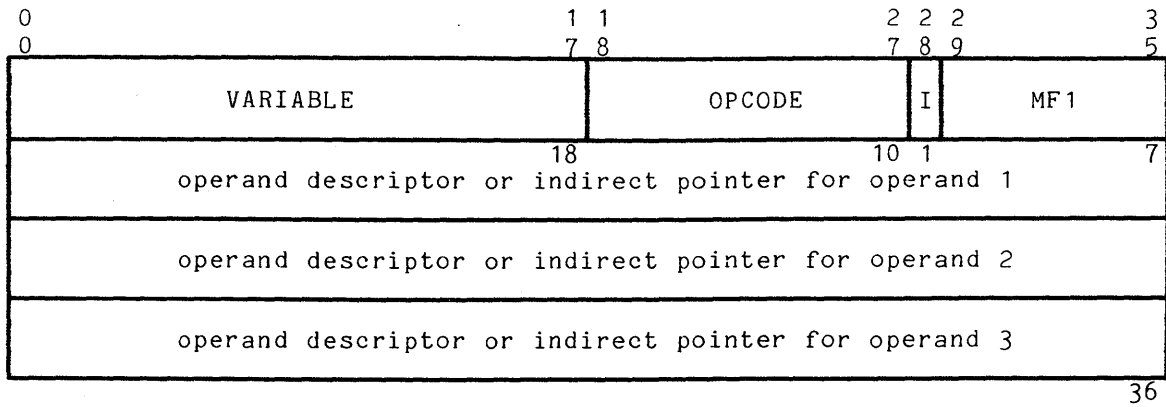 0 1 1 2 2 2 3
0 7 8 7 8 9 5
VARIABLE OPCODE I MF1
18 10 1 7
operand descriptor or indirect pointer for operand 1
operand descriptor or indirect pointer for operand 2
operand descriptor or indirect pointer for operand 3
36